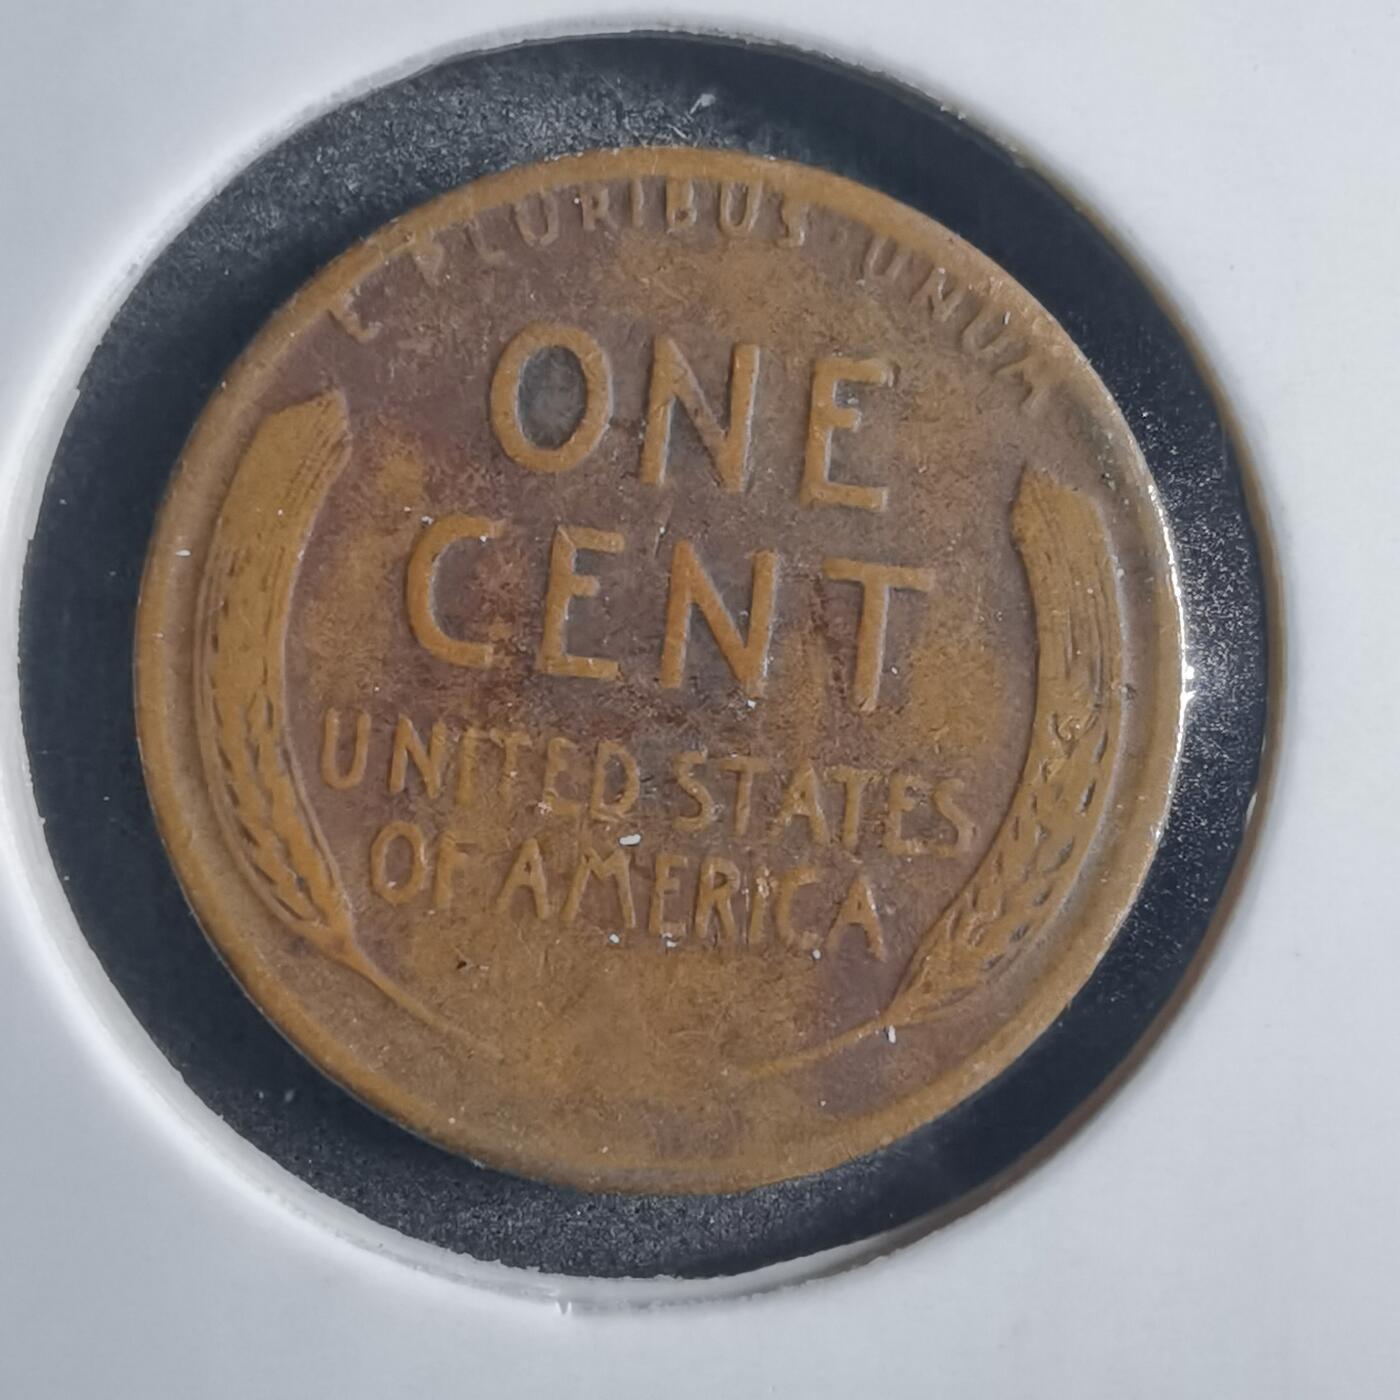 E·PLURIBUS·UNUM
ONE
CENT
UNITED STATES
OF AMERICA